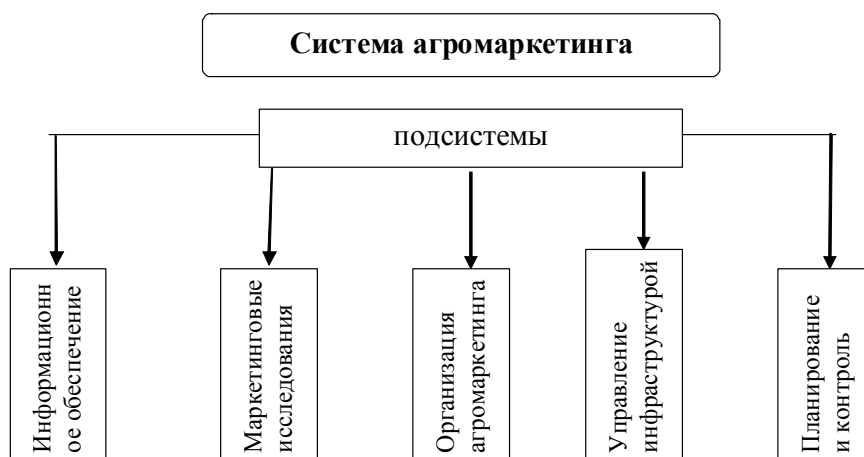 Система агромаркетинга
подсистемы
Информационн
ое обеспечение
Маркетинговые
исследования
Организация
агромаркетинга
Управление
инфраструктурой
Планирование
и контроль